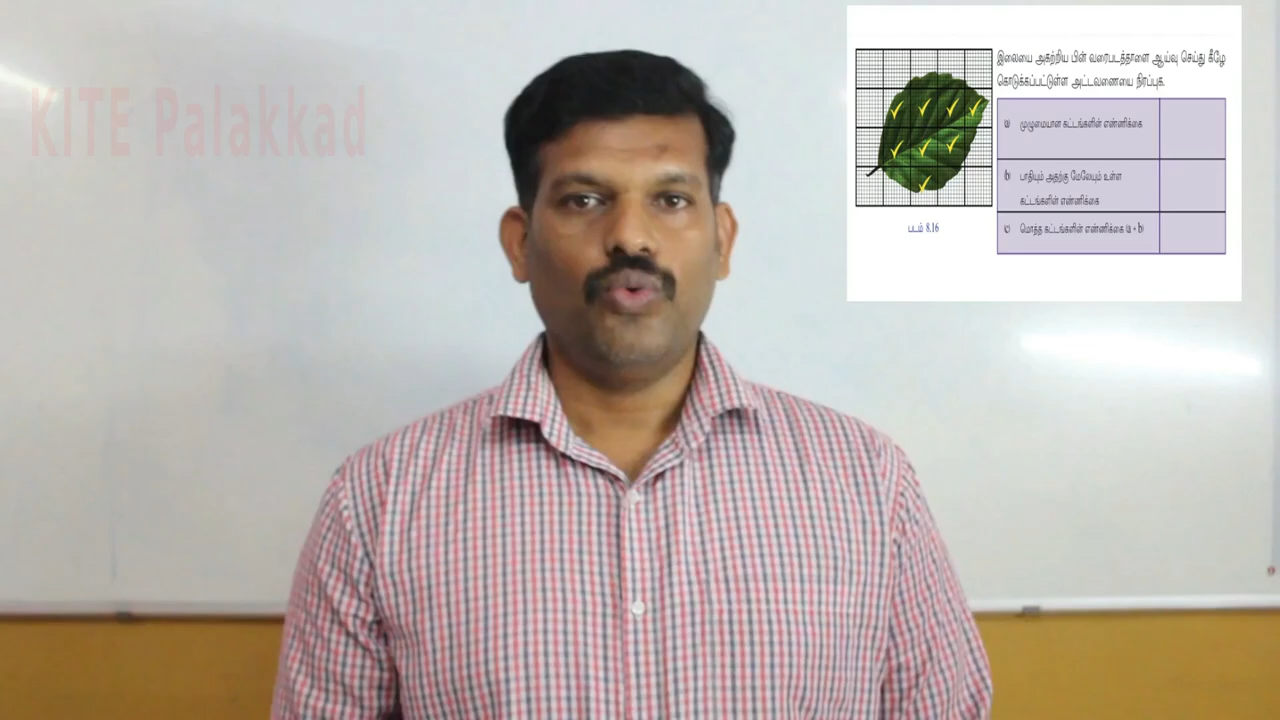 KITE Palakkad
இலையை அகற்றிய பின் வரைபடத்தாளை ஆய்வு செய்து கீழே
கொடுக்கப்பட்டுள்ள அட்டவணையை நிரப்புக.
a) முழுமையான கட்டங்களின் எண்ணிக்கை
b) பாதியும் அதற்கு மேலேயும் உள்ள
கட்டங்களின் எண்ணிக்கை
c) மொத்த கட்டங்களின் எண்ணிக்கை (a + b)
படம் 8.16